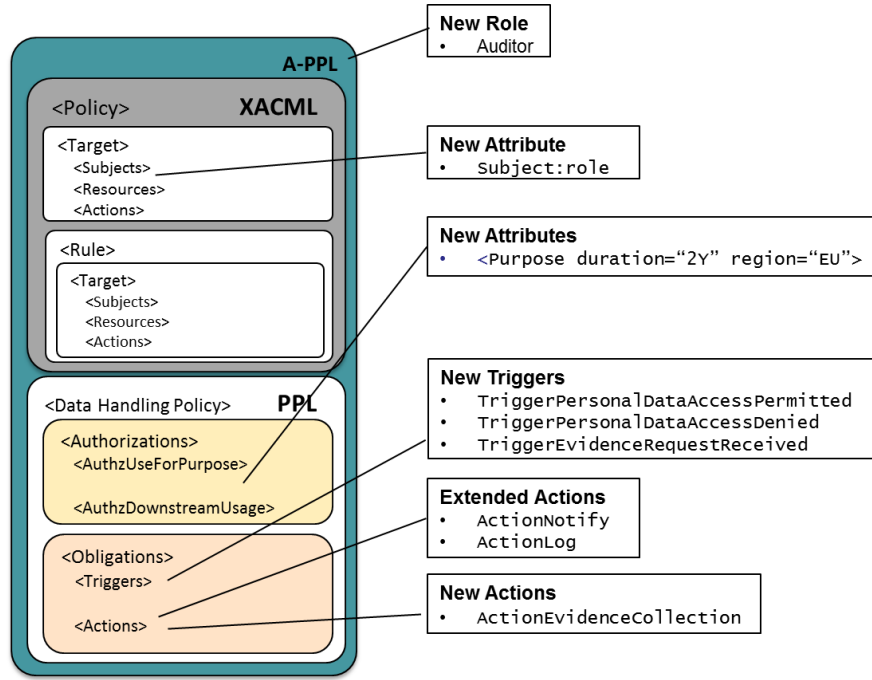 A-PPL
<Policy> XACML
<Target>
<Subjects>
<Resources>
<Actions>
<Rule>
<Target>
<Subjects>
<Resources>
<Actions>
<Data Handling Policy> PPL
<Authorizations>
<AuthzUseForPurpose>
<AuthzDownstreamUsage>
<Obligations>
<Triggers>
<Actions>
New Role
• Auditor
New Attribute
• Subject:role
New Attributes
• <Purpose duration=“2Y” region=“EU”>
New Triggers
• TriggerPersonalDataAccessPermitted
• TriggerPersonalDataAccessDenied
• TriggerEvidenceRequestReceived
Extended Actions
• ActionNotify
• ActionLog
New Actions
• ActionEvidenceCollection